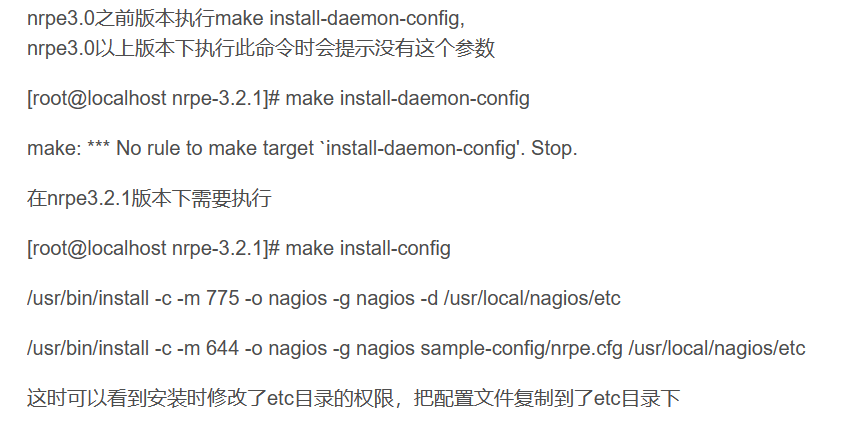 nrpe3.0之前版本执行make install-daemon-config,
nrpe3.0以上版本下执行此命令时会提示没有这个参数
[root@localhost nrpe-3.2.1]# make install-daemon-config
make: *** No rule to make target `install-daemon-config'. Stop.
在nrpe3.2.1版本下需要执行
[root@localhost nrpe-3.2.1]# make install-config
/usr/bin/install -c -m 775 -o nagios -g nagios -d /usr/local/nagios/etc
/usr/bin/install -c -m 644 -o nagios -g nagios sample-config/nrpe.cfg /usr/local/nagios/etc
这时可以看到安装时修改了etc目录的权限，把配置文件复制到了etc目录下